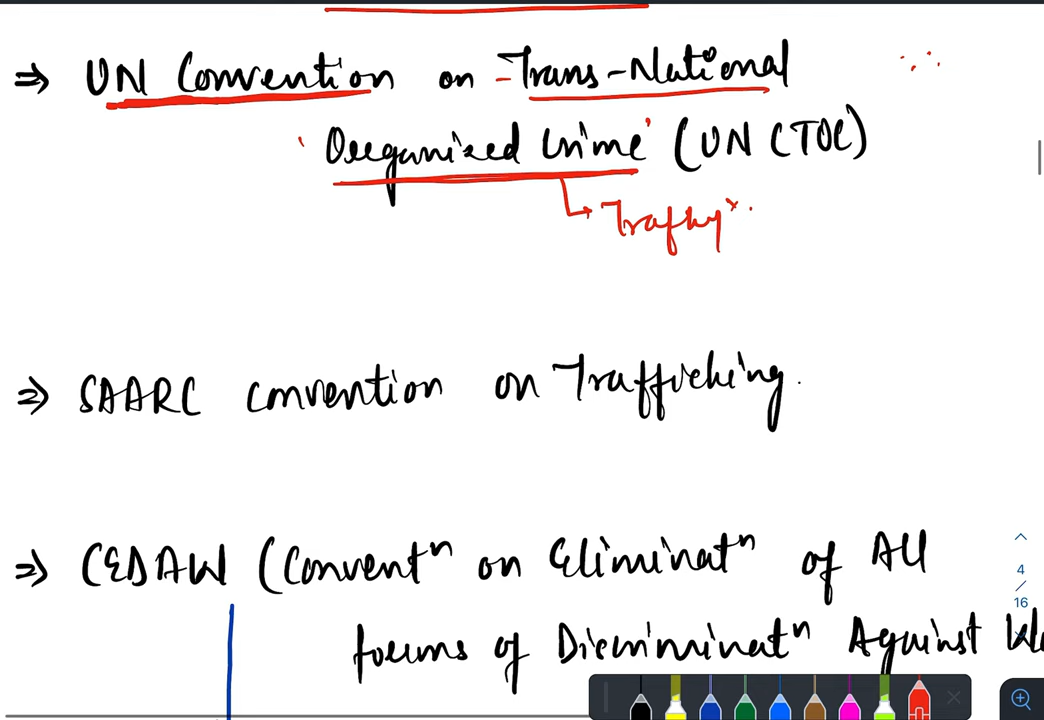 ⇒ UN Convention on Trans-National
'Organized Crime' (UN CTOC)
⇒ SAARC convention on Trafficking.
⇒ CEDAW (Conventⁿ on Eliminatⁿ of All
forms of Discriminatⁿ Against
4
/
16